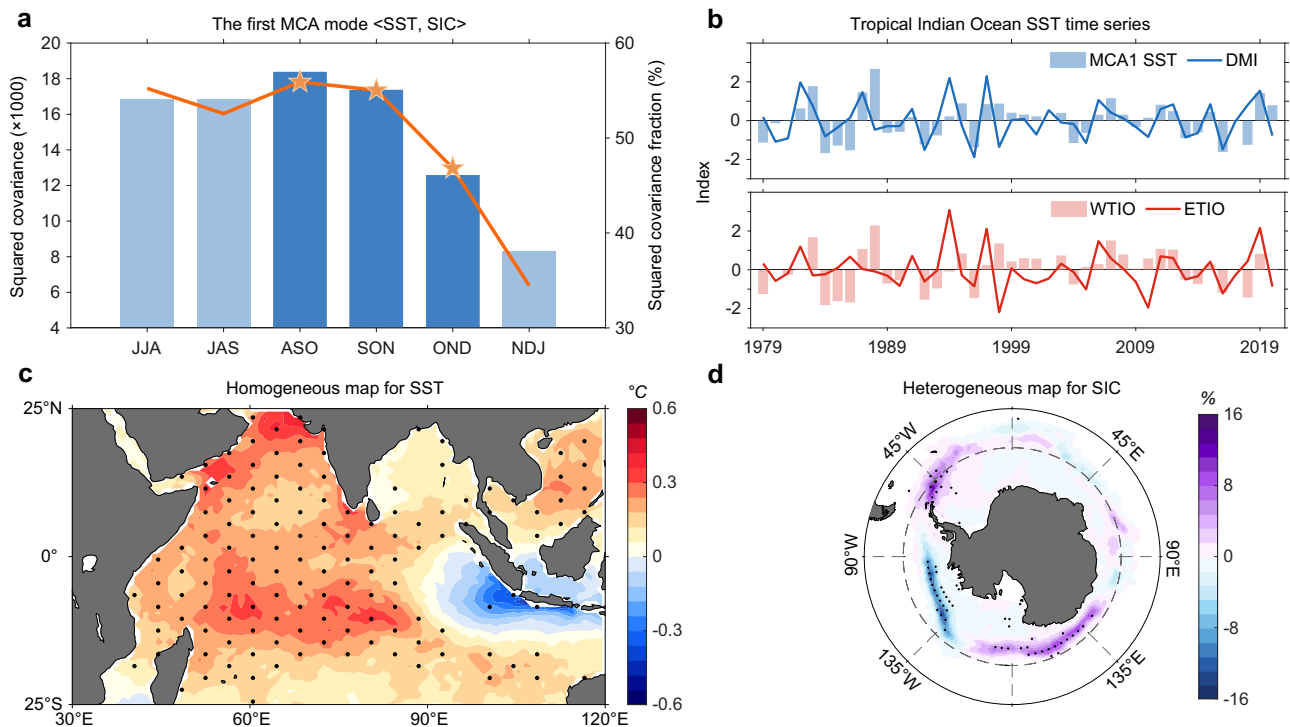 a
The first MCA mode <SST, SIC>
Squared covariance (×1000)
20
18
16
14
12
10
8
6
4
60
50
40
30
Squared covariance fraction (%)
JJA JAS ASO SON OND NDJ
b
Tropical Indian Ocean SST time series
MCA1 SST DMI
2
0
-2
Index
WTIO ETIO
2
0
-2
1979 1989 1999 2009 2019
c
Homogeneous map for SST
°C
25°N
0°
25°S
30°E 60°E 90°E 120°E
0.6
0.3
0
-0.3
-0.6
d
Heterogeneous map for SIC
%
45°W
45°E
90°W
90°E
135°W
135°E
16
8
0
-8
-16